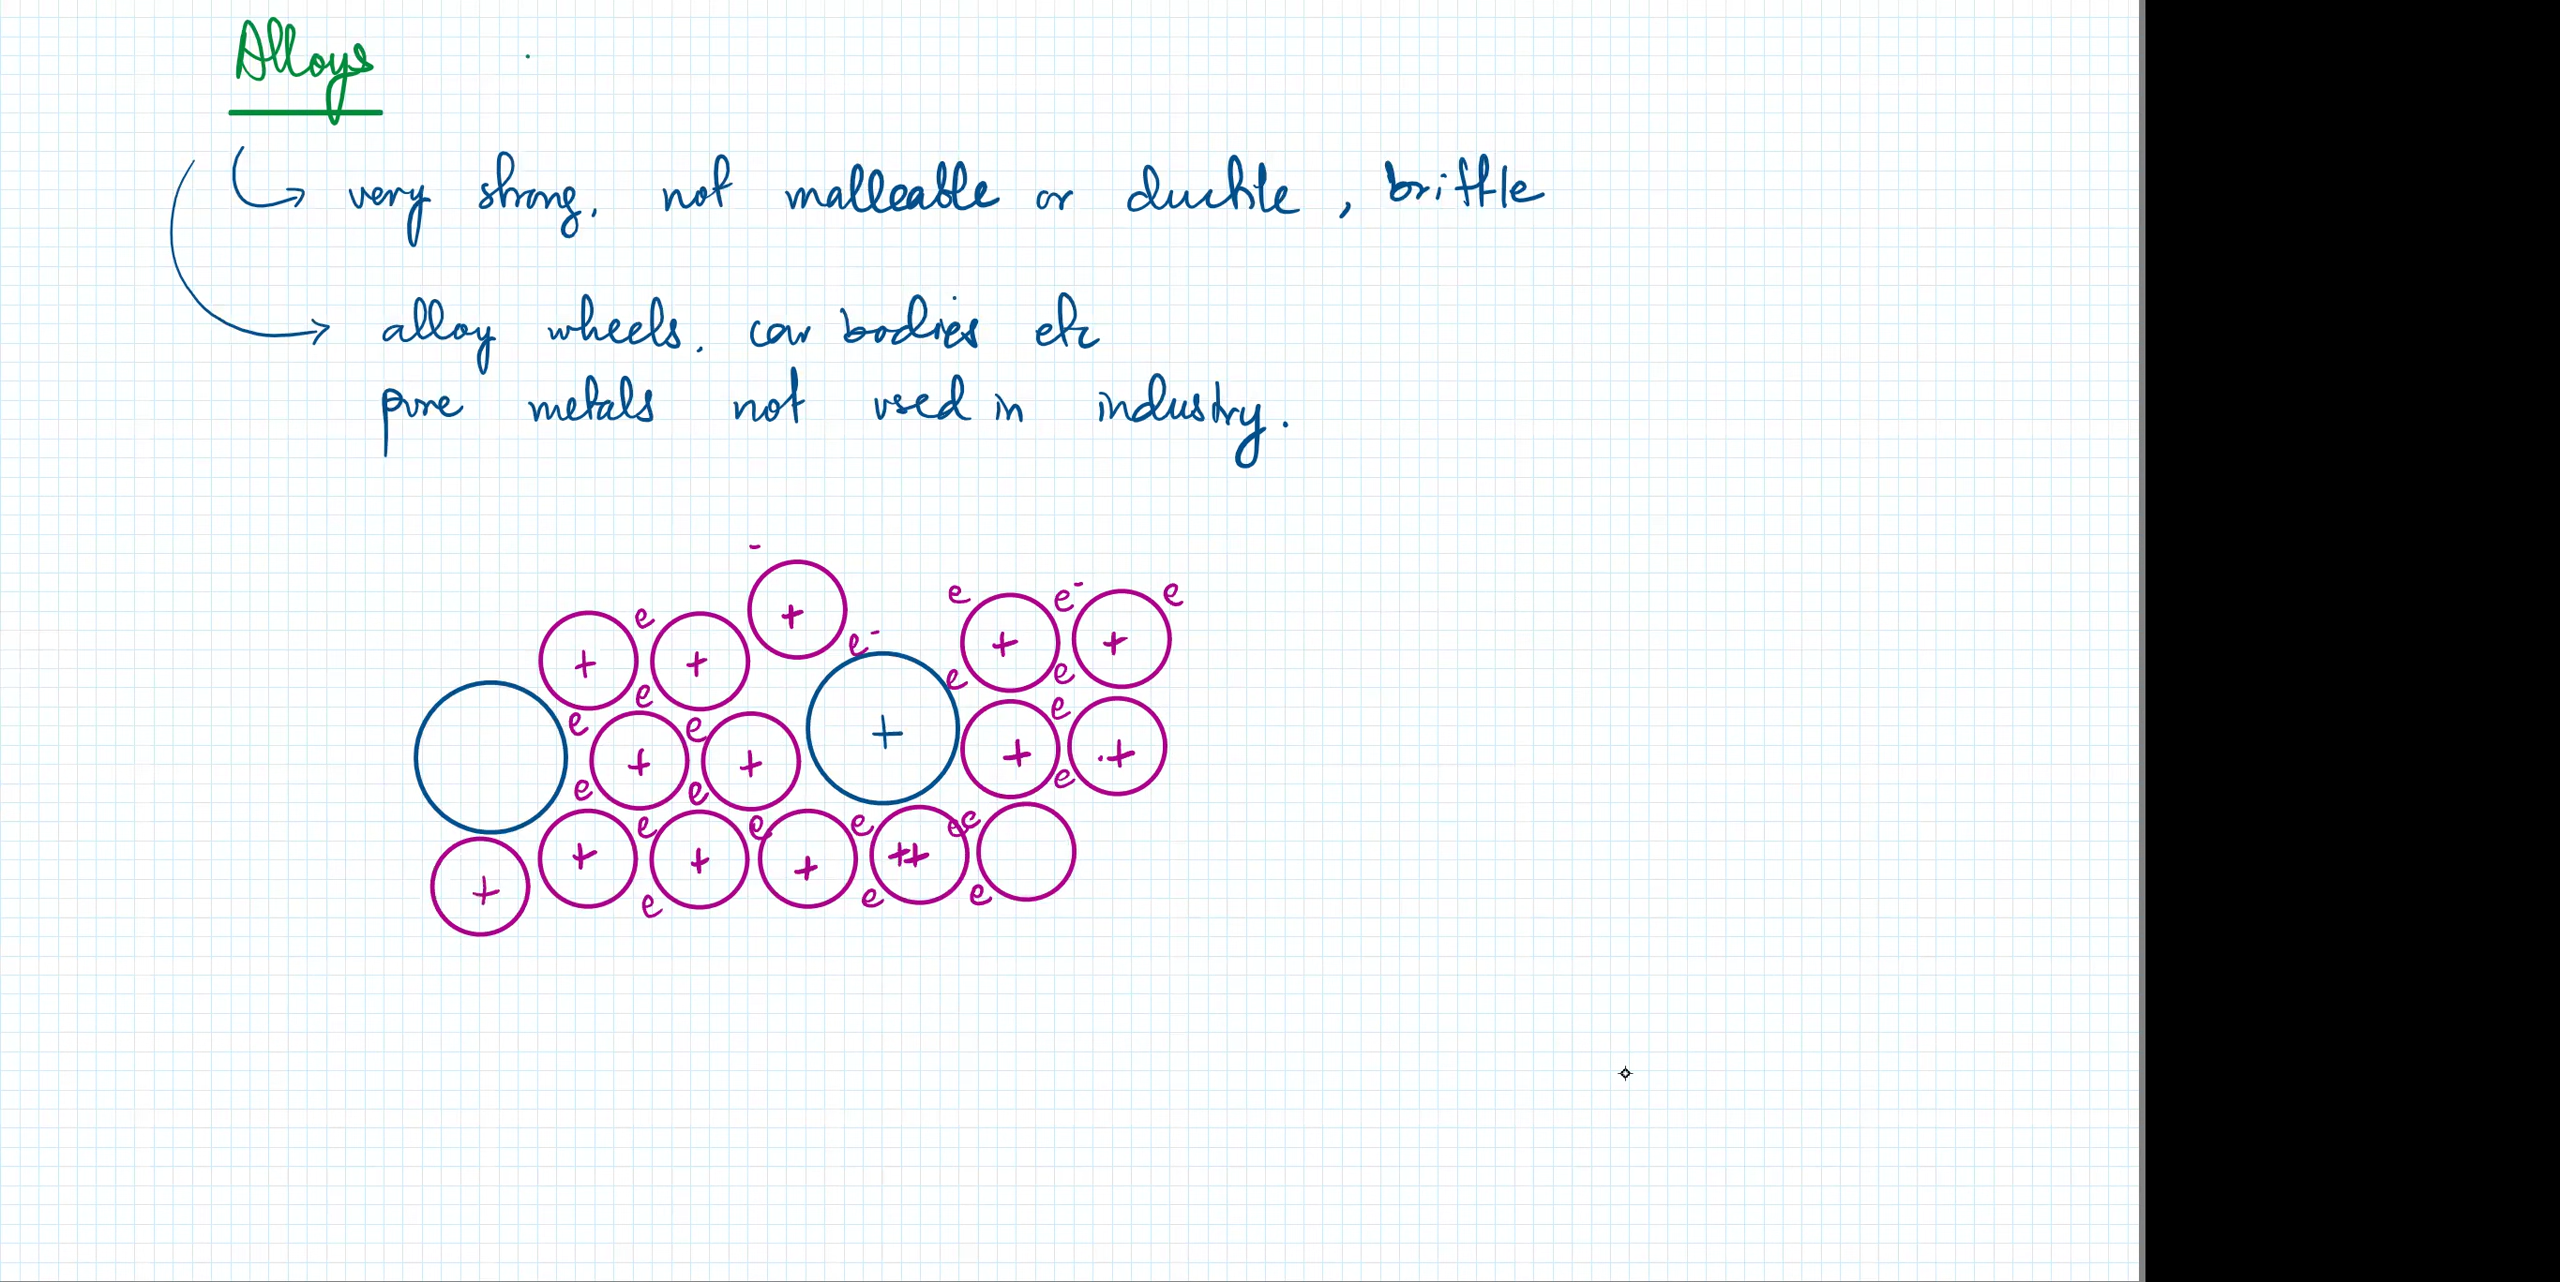 Alloys
very strong, not malleable or ductile, brittle
alloy wheels, car bodies etc
pure metals not used in industry.
-
+ e- e e- e
+ e + + +
e e e
+ e e
e e + + + e + +
e e e
+ e + e + e + e ++ e e
+ e e e